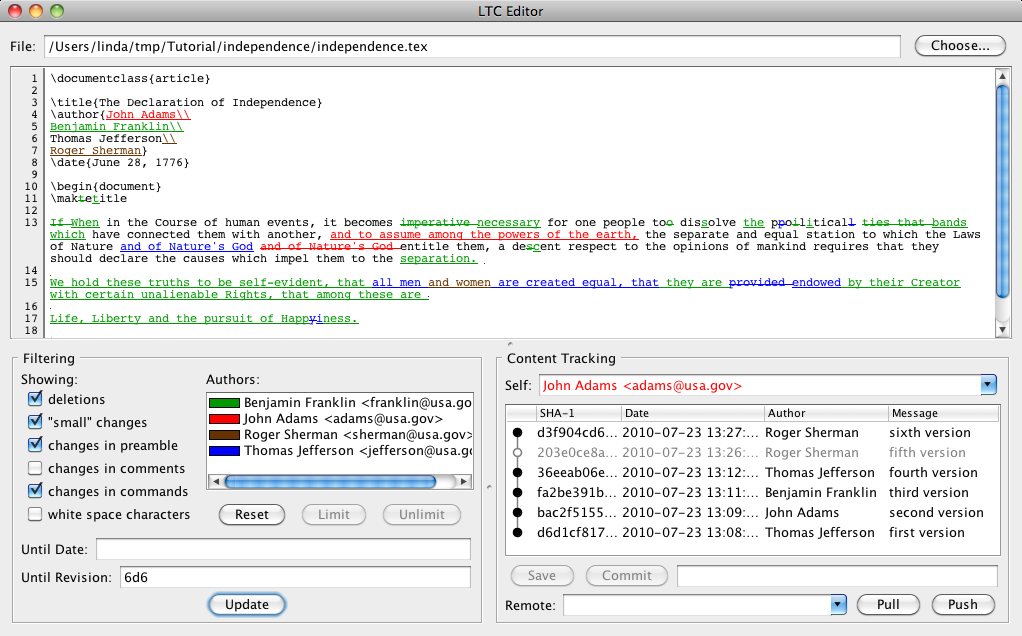 LTC Editor
File: /Users/linda/tmp/Tutorial/independence/independence.tex Choose...
1 \documentclass{article}
2
3 \title{The Declaration of Independence}
4 \author{John Adams\\
5 Benjamin Franklin\\
6 Thomas Jefferson\\
7 Roger Sherman}
8 \date{June 28, 1776}
9
10 \begin{document}
11 \maktetitle
12
13 If When in the Course of human events, it becomes imperative necessary for one people too dissolve the ppoiliticall ties that bands
which have connected them with another, and to assume among the powers of the earth, the separate and equal station to which the Laws
of Nature and of Nature's God and of Nature's God entitle them, a descent respect to the opinions of mankind requires that they
should declare the causes which impel them to the separation.
14
15 We hold these truths to be self-evident, that all men and women are created equal, that they are provided endowed by their Creator
with certain unalienable Rights, that among these are
16
17 Life, Liberty and the pursuit of Happyiness.
18
Filtering
Showing:
deletions
"small" changes
changes in preamble
changes in comments
changes in commands
white space characters
Authors:
Benjamin Franklin <franklin@usa.go
John Adams <adams@usa.gov>
Roger Sherman <sherman@usa.gov>
Thomas Jefferson <jefferson@usa.g
Reset Limit Unlimit
Until Date:
Until Revision: 6d6
Update
Content Tracking
Self: John Adams <adams@usa.gov>
SHA-1 Date Author Message
d3f904cd6... 2010-07-23 13:27:... Roger Sherman sixth version
203e0ce8a... 2010-07-23 13:26:... Roger Sherman fifth version
36eeab06e... 2010-07-23 13:12:... Thomas Jefferson fourth version
fa2be391b... 2010-07-23 13:11:... Benjamin Franklin third version
bac2f5155... 2010-07-23 13:09:... John Adams second version
d6d1cf817... 2010-07-23 13:08:... Thomas Jefferson first version
Save Commit
Remote: Pull Push